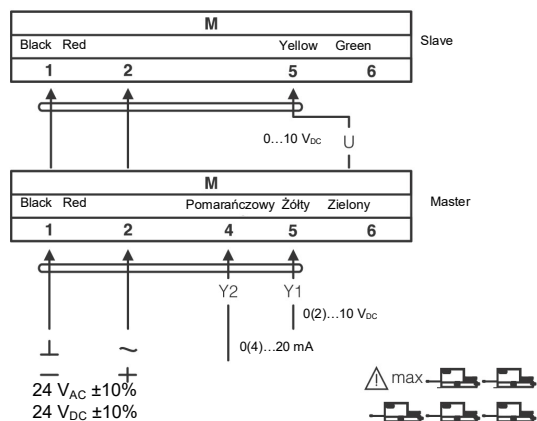 M
Black Red Yellow Green Slave
1 2 5 6
0…10 VDC U
M
Black Red Pomarańczowy Żółty Zielony Master
1 2 4 5 6
Y2 Y1
0(2)…10 VDC
0(4)…20 mA
⊥ ~
– +
24 VAC ±10%
24 VDC ±10%
max